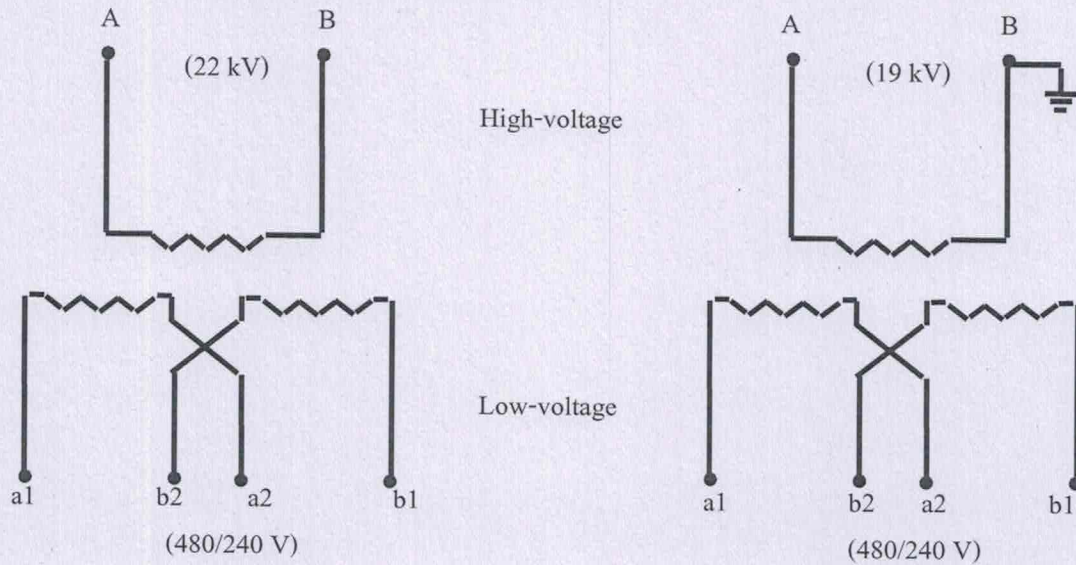 A B A B
(22 kV) (19 kV)
High-voltage
Low-voltage
a1 b2 a2 b1 a1 b2 a2 b1
(480/240 V) (480/240 V)